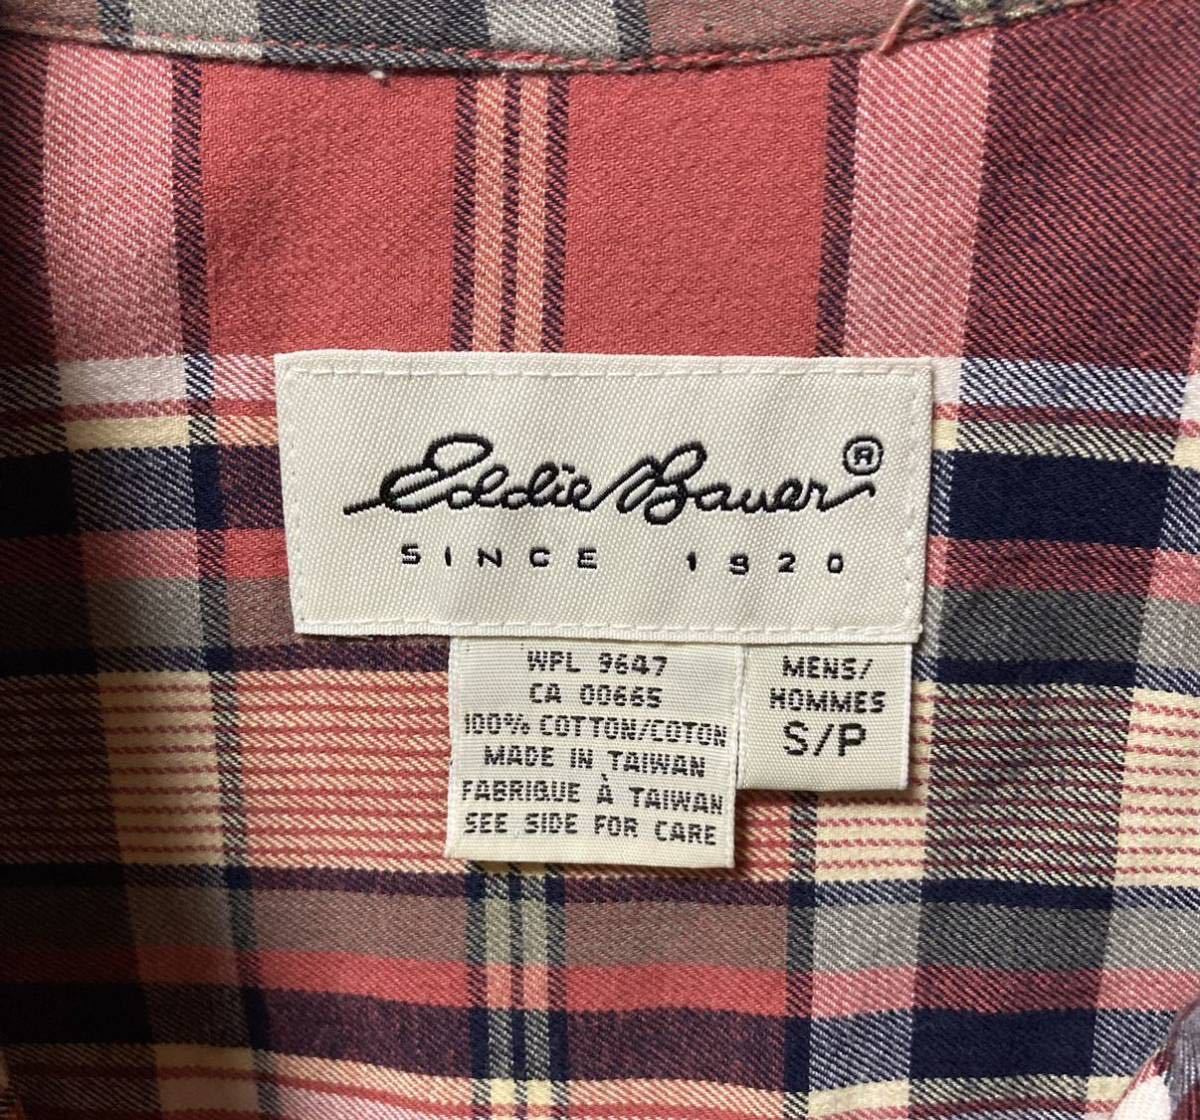 Eddie Bauer®
SINCE 1920
WPL 9647
CA 00665
100% COTTON/COTON
MADE IN TAIWAN
FABRIQUE À TAIWAN
SEE SIDE FOR CARE
MENS/
HOMMES
S/P